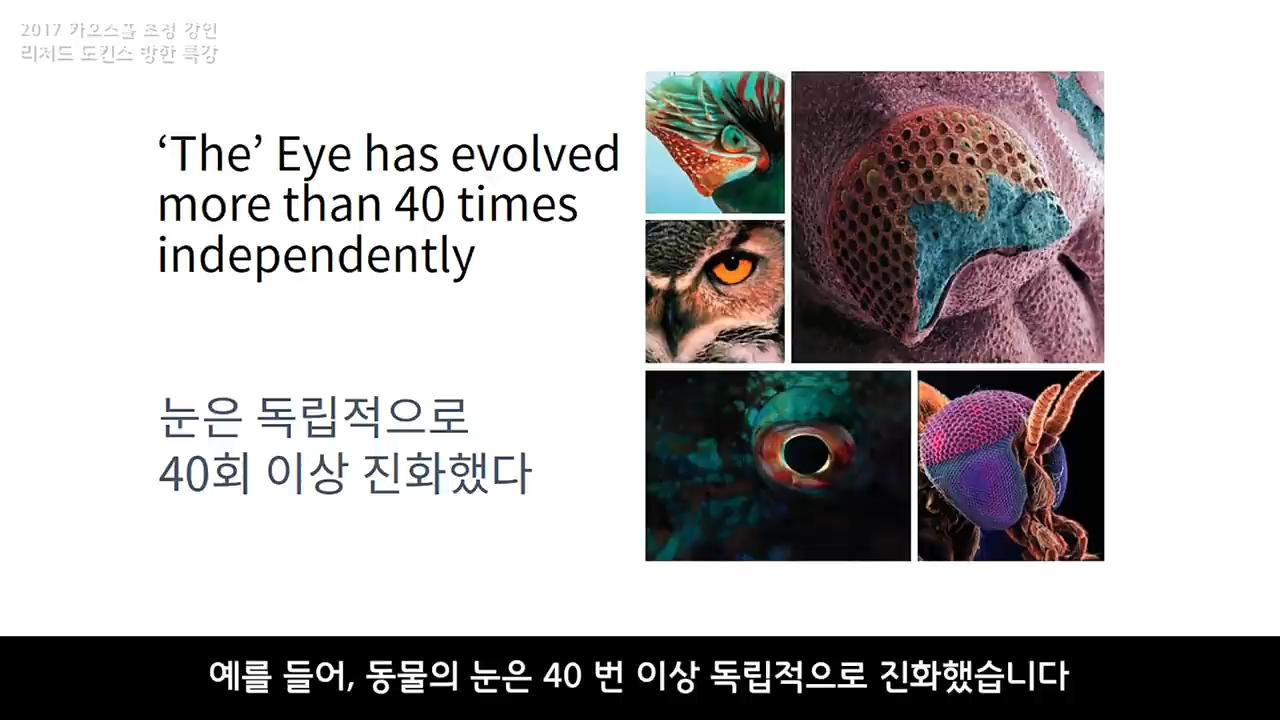 2017 카오스홀 초청 강연
리처드 도킨스 방한 특강
‘The’ Eye has evolved
more than 40 times
independently
눈은 독립적으로
40회 이상 진화했다
예를 들어, 동물의 눈은 40 번 이상 독립적으로 진화했습니다